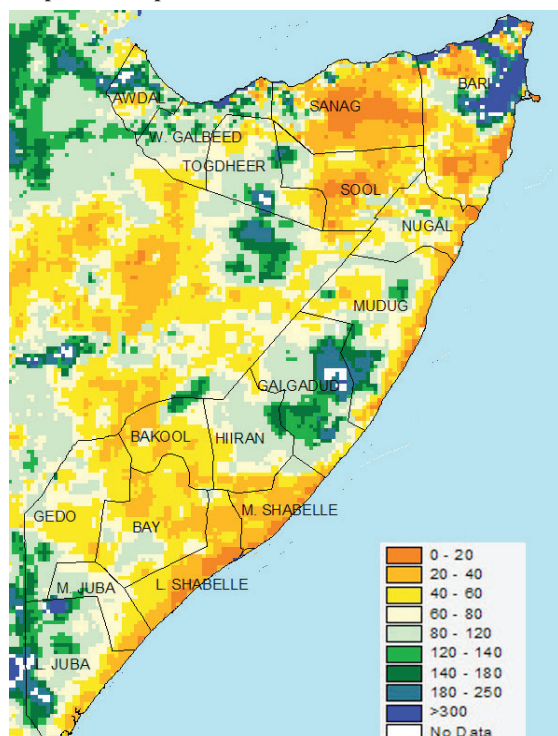 AWDAL
W. GALBEED
TOGDHEER
SANAG
BARI
SOOL
NUGAL
MUDUG
GALGADUD
BAKOOL
HIIRAN
GEDO
BAY
M. SHABELLE
M. JUBA
L. SHABELLE
L. JUBA
0 - 20
20 - 40
40 - 60
60 - 80
80 - 120
120 - 140
140 - 180
180 - 250
>300
No Data